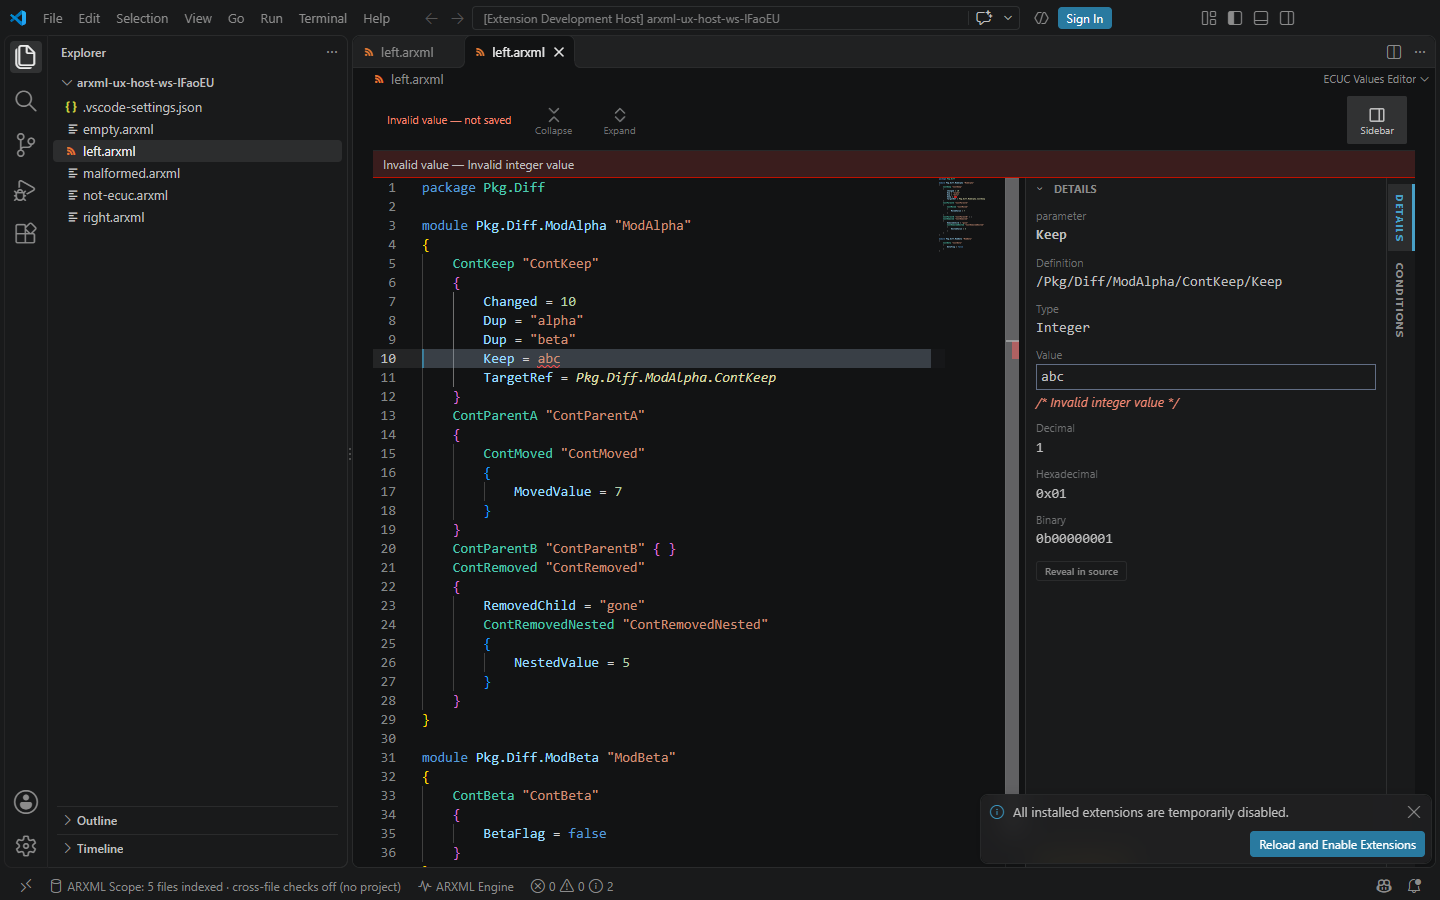 File Edit Selection View Go Run Terminal Help
[Extension Development Host] arxml-ux-host-ws-IFaoEU
Sign In
Explorer
arxml-ux-host-ws-IFaoEU
{} .vscode-settings.json
empty.arxml
left.arxml
malformed.arxml
not-ecuc.arxml
right.arxml
Outline
Timeline
left.arxml
left.arxml
left.arxml
ECUC Values Editor
Invalid value — not saved
Collapse
Expand
Sidebar
Invalid value — Invalid integer value
1 package Pkg.Diff
2
3 module Pkg.Diff.ModAlpha "ModAlpha"
4 {
5 ContKeep "ContKeep"
6 {
7 Changed = 10
8 Dup = "alpha"
9 Dup = "beta"
10 Keep = abc
11 TargetRef = Pkg.Diff.ModAlpha.ContKeep
12 }
13 ContParentA "ContParentA"
14 {
15 ContMoved "ContMoved"
16 {
17 MovedValue = 7
18 }
19 }
20 ContParentB "ContParentB" { }
21 ContRemoved "ContRemoved"
22 {
23 RemovedChild = "gone"
24 ContRemovedNested "ContRemovedNested"
25 {
26 NestedValue = 5
27 }
28 }
29 }
30
31 module Pkg.Diff.ModBeta "ModBeta"
32 {
33 ContBeta "ContBeta"
34 {
35 BetaFlag = false
36 }
DETAILS
parameter
Keep
Definition
/Pkg/Diff/ModAlpha/ContKeep/Keep
Type
Integer
Value
abc
/* Invalid integer value */
Decimal
1
Hexadecimal
0x01
Binary
0b00000001
Reveal in source
DETAILS
CONDITIONS
All installed extensions are temporarily disabled.
Reload and Enable Extensions
ARXML Scope: 5 files indexed · cross-file checks off (no project)
ARXML Engine
0 0 2